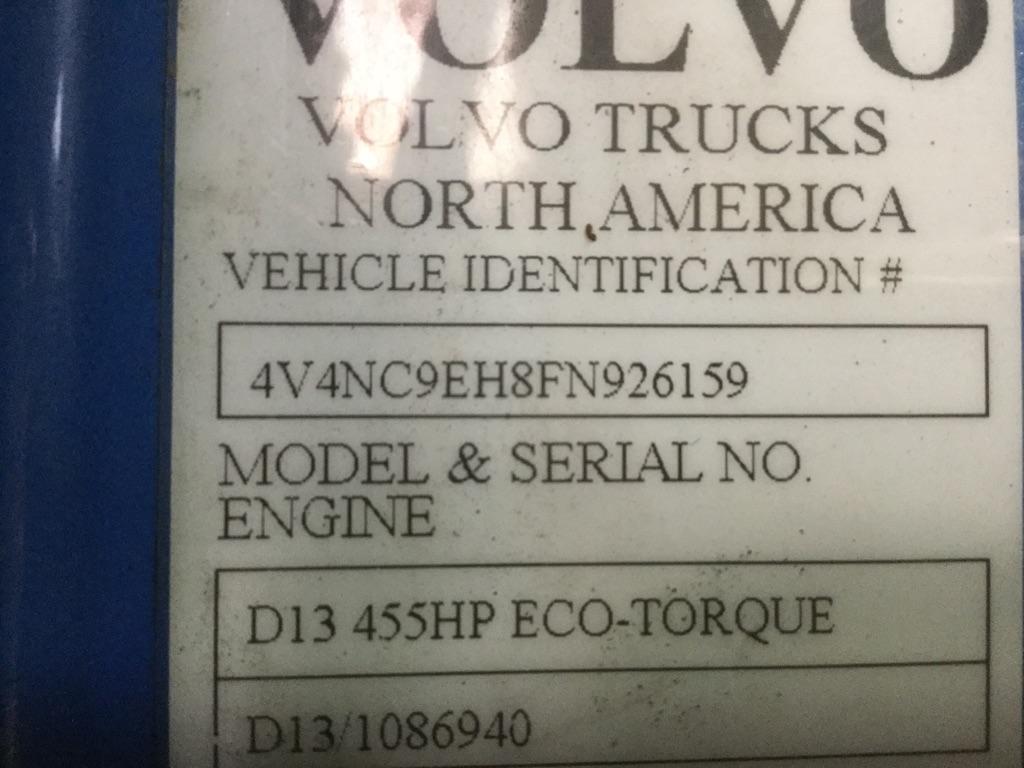 VOLVO
VOLVO TRUCKS
NORTH AMERICA
VEHICLE IDENTIFICATION #
4V4NC9EH8FN926159
MODEL & SERIAL NO.
ENGINE
D13 455HP ECO-TORQUE
D13/1086940